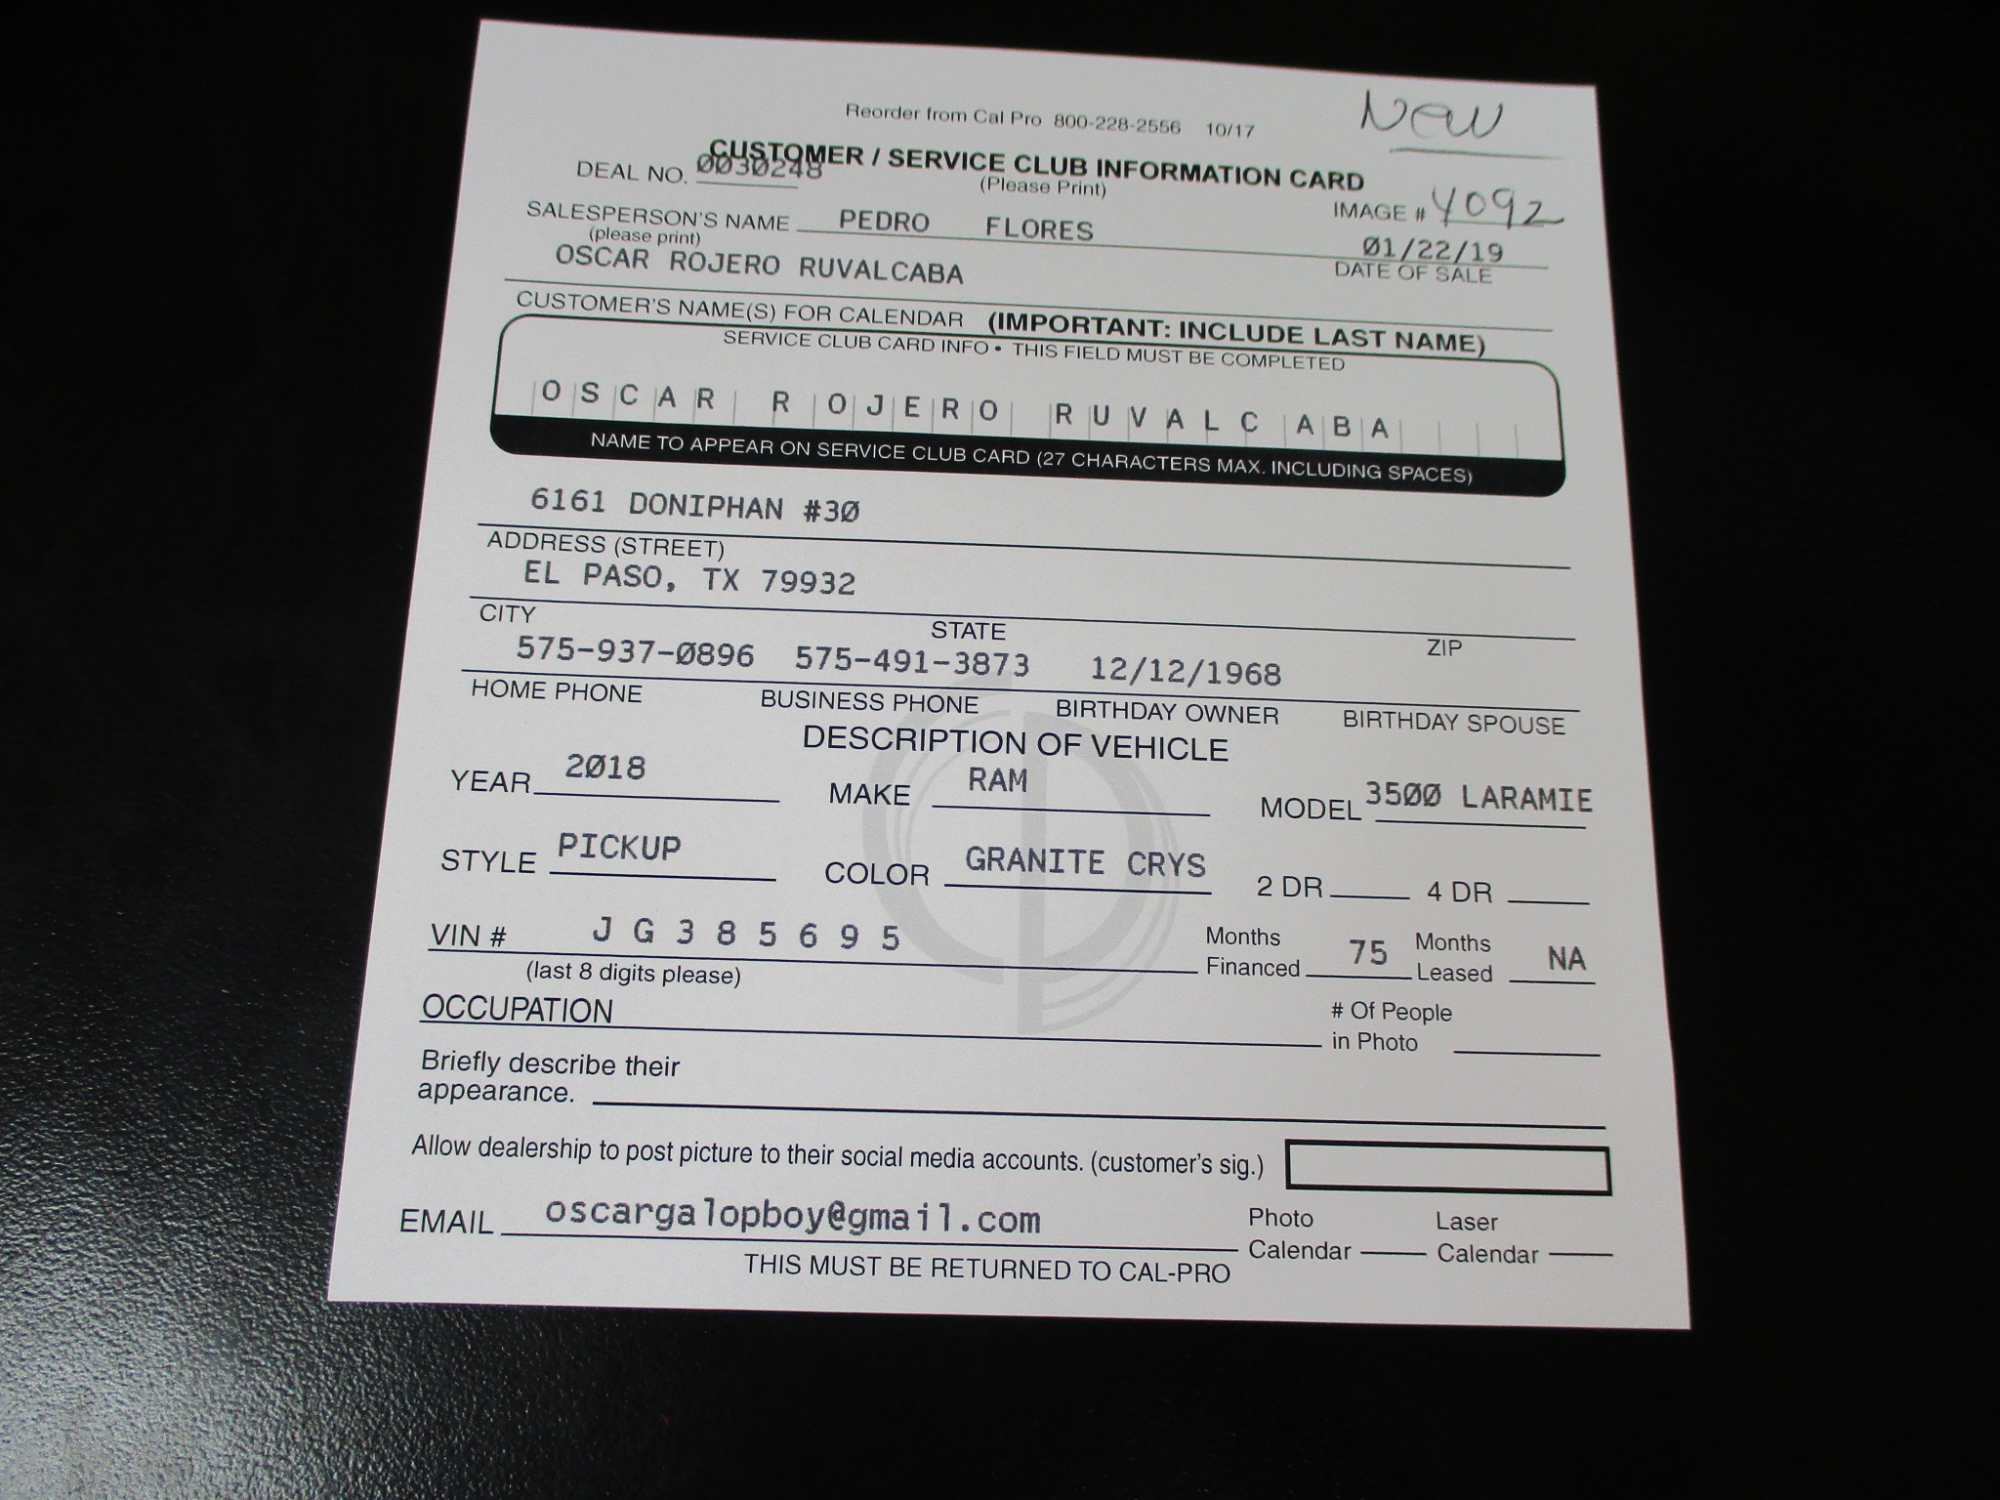 New
Reorder from Cal Pro 800-228-2556 10/17
CUSTOMER / SERVICE CLUB INFORMATION CARD
DEAL NO. 0030248
(Please Print)
IMAGE # 4092
SALESPERSON'S NAME PEDRO FLORES
(please print)
01/22/19
DATE OF SALE
OSCAR ROJERO RUVALCABA
CUSTOMER'S NAME(S) FOR CALENDAR (IMPORTANT: INCLUDE LAST NAME)
SERVICE CLUB CARD INFO • THIS FIELD MUST BE COMPLETED
OSCAR ROJERO RUVALCABA
NAME TO APPEAR ON SERVICE CLUB CARD (27 CHARACTERS MAX. INCLUDING SPACES)
6161 DONIPHAN #30
ADDRESS (STREET)
EL PASO, TX 79932
CITY STATE ZIP
575-937-0896 575-491-3873 12/12/1968
HOME PHONE BUSINESS PHONE BIRTHDAY OWNER BIRTHDAY SPOUSE
DESCRIPTION OF VEHICLE
YEAR 2018 MAKE RAM MODEL 3500 LARAMIE
STYLE PICKUP COLOR GRANITE CRYS 2 DR 4 DR
VIN # JG385695 Months Financed 75 Months Leased NA
(last 8 digits please)
OCCUPATION # Of People in Photo
Briefly describe their
appearance.
Allow dealership to post picture to their social media accounts. (customer's sig.)
EMAIL oscargalopboy@gmail.com Photo Calendar Laser Calendar
THIS MUST BE RETURNED TO CAL-PRO